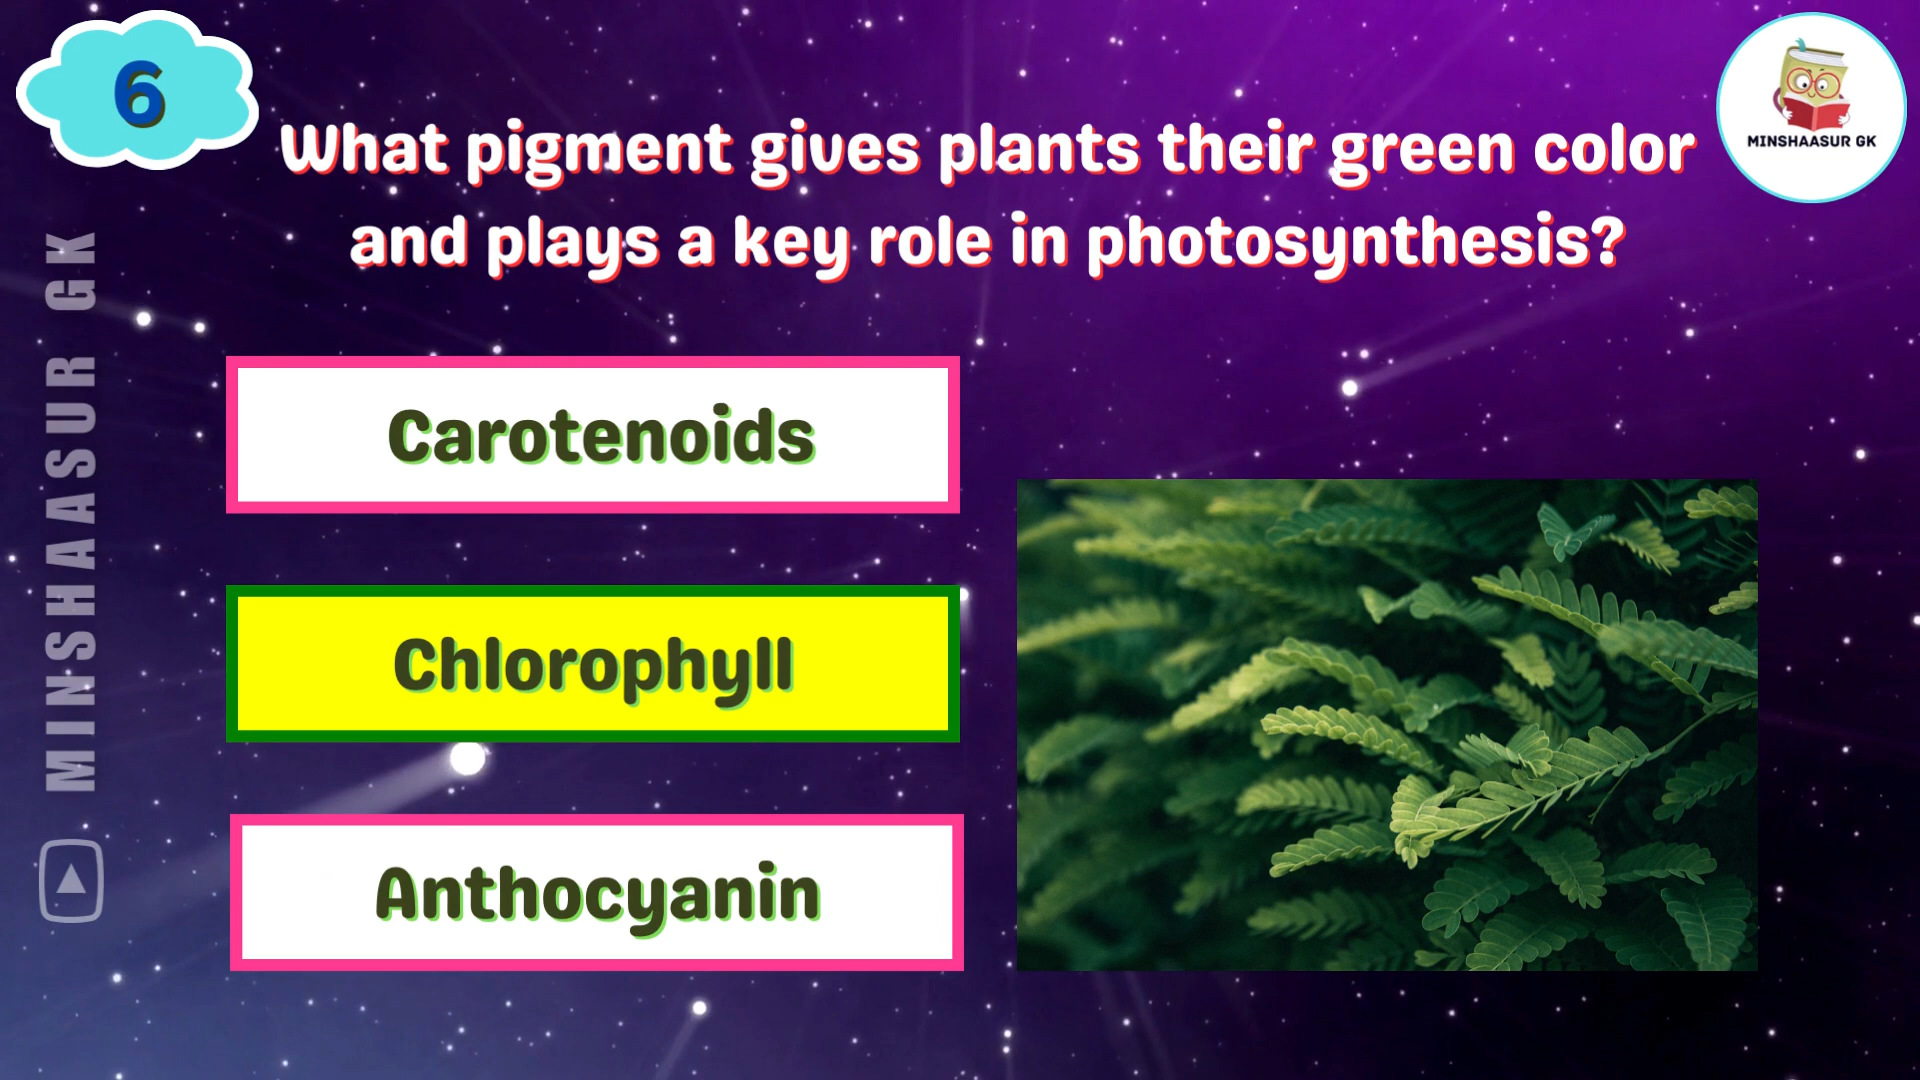 6
What pigment gives plants their green color
and plays a key role in photosynthesis?
MINSHAASUR GK
Carotenoids
Chlorophyll
Anthocyanin
MINSHAASUR GK